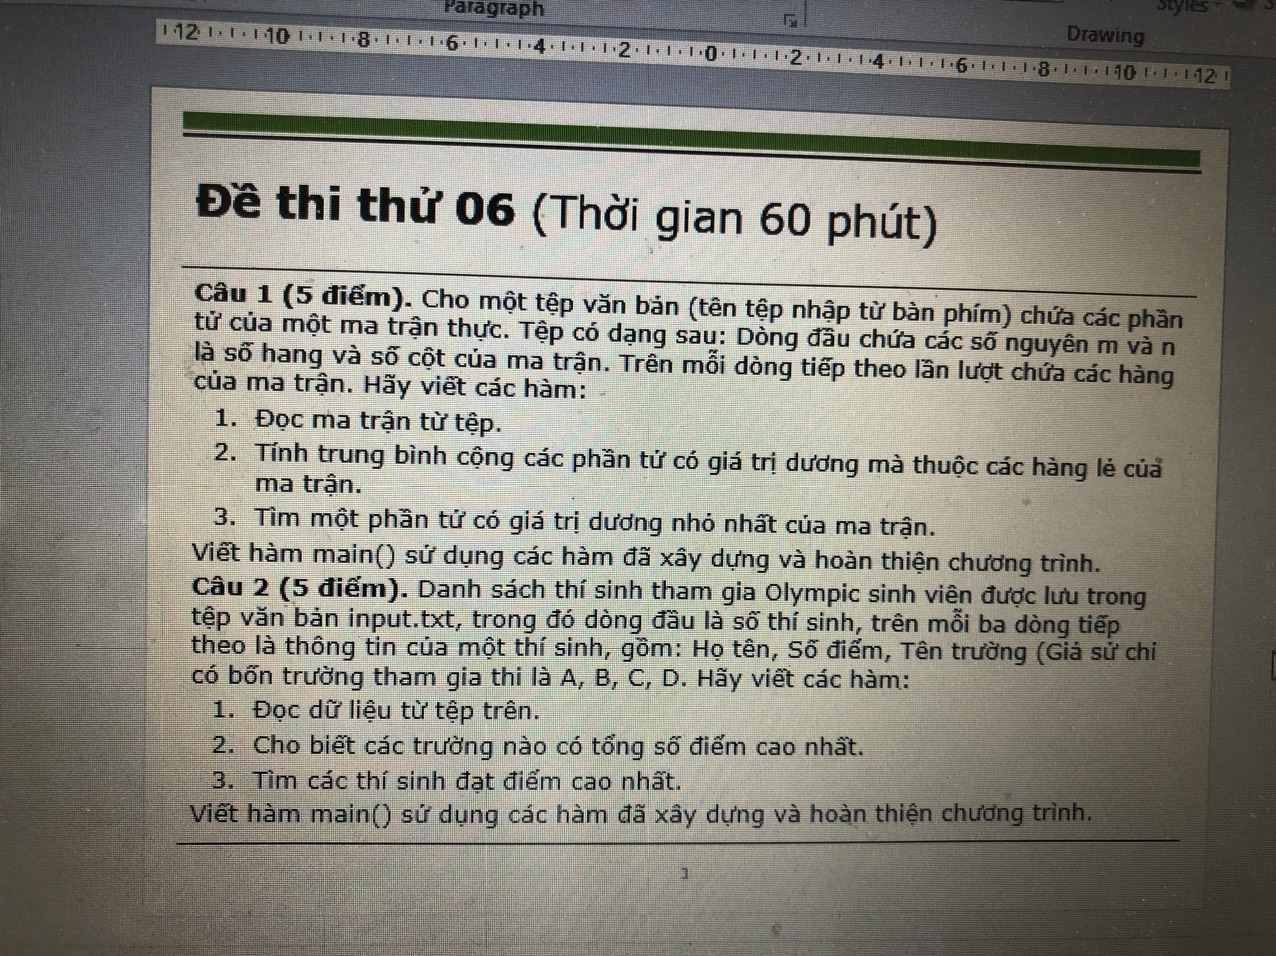 Paragraph
Styles
Drawing
12 10 8 6 4 2 0 2 4 6 8 10 12
Đề thi thử 06 (Thời gian 60 phút)
Câu 1 (5 điểm). Cho một tệp văn bản (tên tệp nhập từ bàn phím) chứa các phần
tử của một ma trận thực. Tệp có dạng sau: Dòng đầu chứa các số nguyên m và n
là số hang và số cột của ma trận. Trên mỗi dòng tiếp theo lần lượt chứa các hàng
của ma trận. Hãy viết các hàm:
1. Đọc ma trận từ tệp.
2. Tính trung bình cộng các phần tử có giá trị dương mà thuộc các hàng lẻ của
ma trận.
3. Tìm một phần tử có giá trị dương nhỏ nhất của ma trận.
Viết hàm main() sử dụng các hàm đã xây dựng và hoàn thiện chương trình.
Câu 2 (5 điểm). Danh sách thí sinh tham gia Olympic sinh viên được lưu trong
tệp văn bản input.txt, trong đó dòng đầu là số thí sinh, trên mỗi ba dòng tiếp
theo là thông tin của một thí sinh, gồm: Họ tên, Số điểm, Tên trường (Giả sử chỉ
có bốn trường tham gia thi là A, B, C, D. Hãy viết các hàm:
1. Đọc dữ liệu từ tệp trên.
2. Cho biết các trường nào có tổng số điểm cao nhất.
3. Tìm các thí sinh đạt điểm cao nhất.
Viết hàm main() sử dụng các hàm đã xây dựng và hoàn thiện chương trình.
3